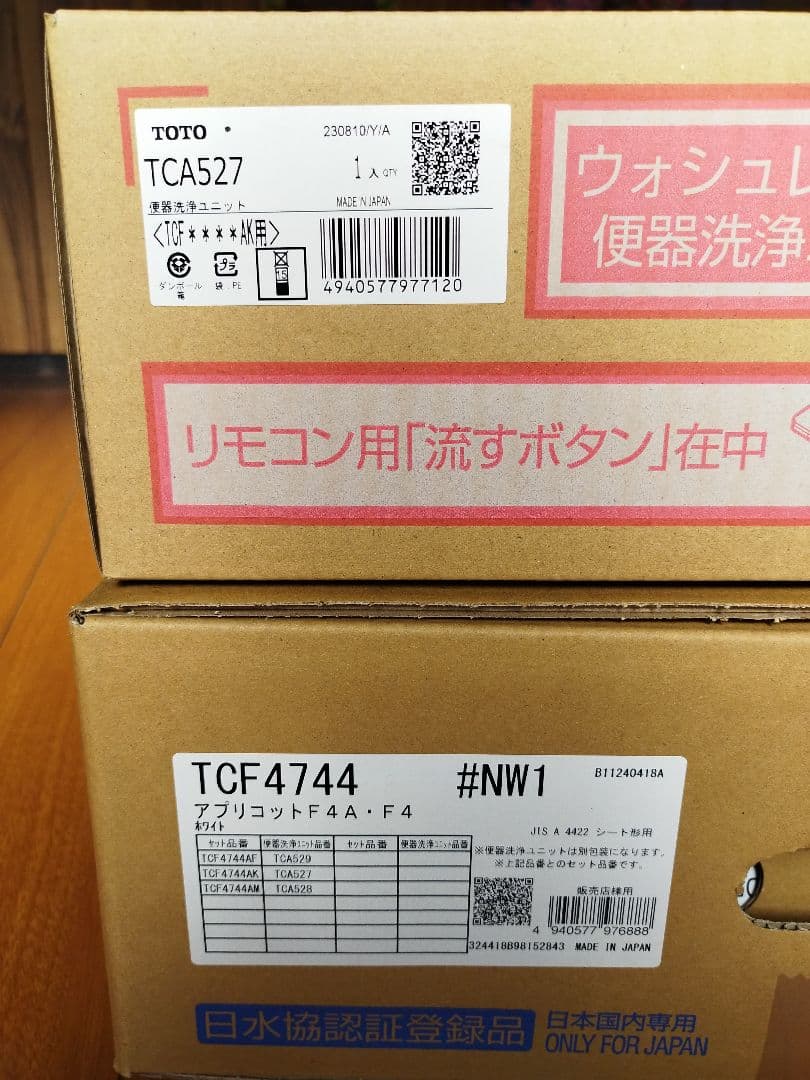 TOTO
230810/Y/A
TCA527
1入 QTY
便器洗浄ユニット
MADE IN JAPAN
<TCF****AK用>
ダンボール
箱
プラ
袋:PE
15
4940577977120
ウォシュレ
便器洗浄
リモコン用「流すボタン」在中
TCF4744 #NW1 B11240418A
アプリコットF4A・F4
ホワイト
JIS A 4422 シート形用
セット品番 便器洗浄ユニット品番 セット品番 便器洗浄ユニット品番
TCF4744AF TCA529
TCF4744AK TCA527
TCF4744AM TCA528
※便器洗浄ユニットは別包装になります。
※上記品番とのセット品番です。
販売店様用
4 940577 976888
324418B98152843 MADE IN JAPAN
日水協認証登録品
日本国内専用
ONLY FOR JAPAN